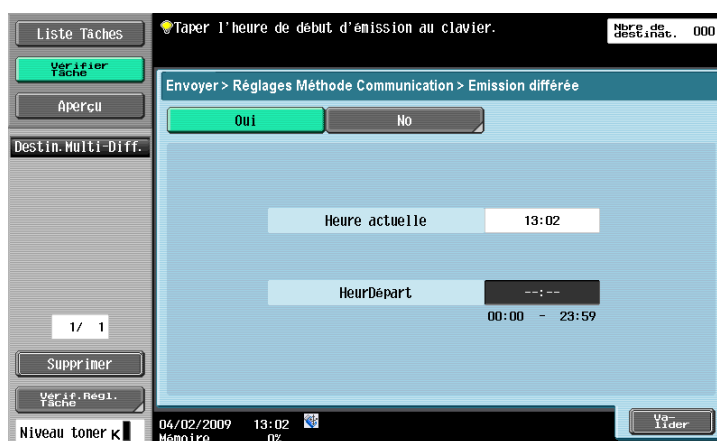 Liste Tâches
Vérifier
Tâche
Aperçu
Destin.Multi-Diff.
1/ 1
Supprimer
Vérif.Régl.
Tâche
Niveau toner K
Taper l'heure de début d'émission au clavier.
Nbre de
destinat. 000
Envoyer > Réglages Méthode Communication > Emission différée
Oui
No
Heure actuelle 13:02
HeurDépart --:--
00:00 - 23:59
04/02/2009 13:02
Mémoire 0%
Va-
lider